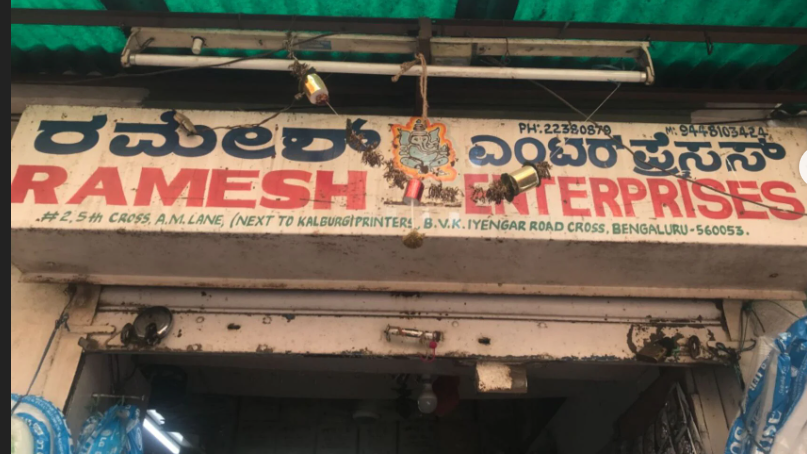 PH:.22380879 M: 9448103424
ರಮೇಶ್ ಎಂಟರ್‌ಪ್ರೈಸಸ್
RAMESH ENTERPRISES
#2, 5th CROSS, A.M. LANE, (NEXT TO KALBURGI PRINTERS, B.V.K. IYENGAR ROAD CROSS, BENGALURU-560053.